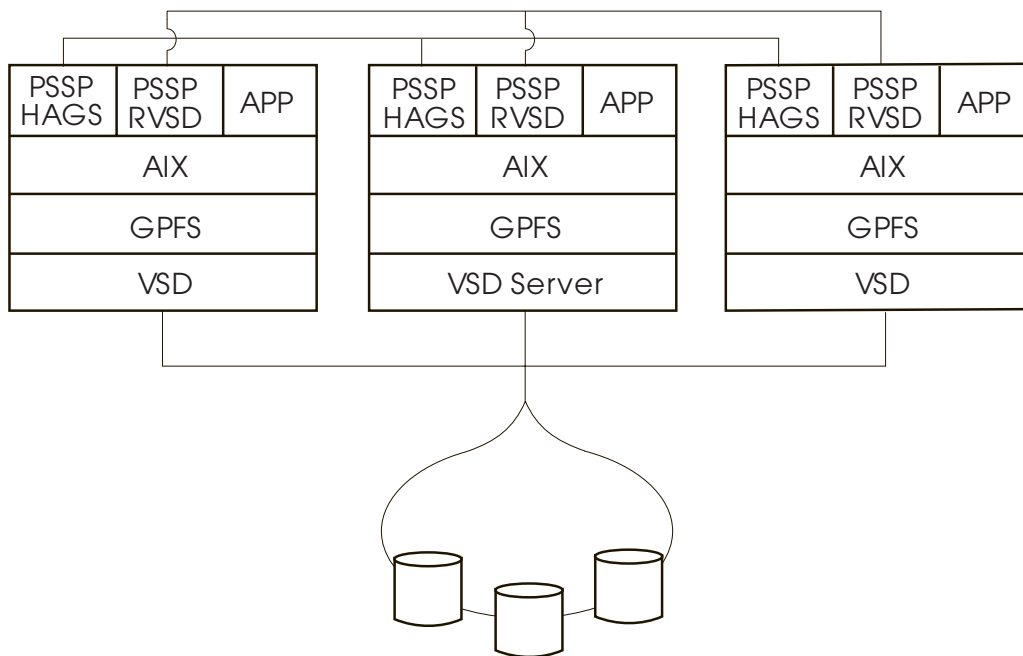 PSSP
HAGS
PSSP
RVSD
APP
AIX
GPFS
VSD
PSSP
HAGS
PSSP
RVSD
APP
AIX
GPFS
VSD Server
PSSP
HAGS
PSSP
RVSD
APP
AIX
GPFS
VSD